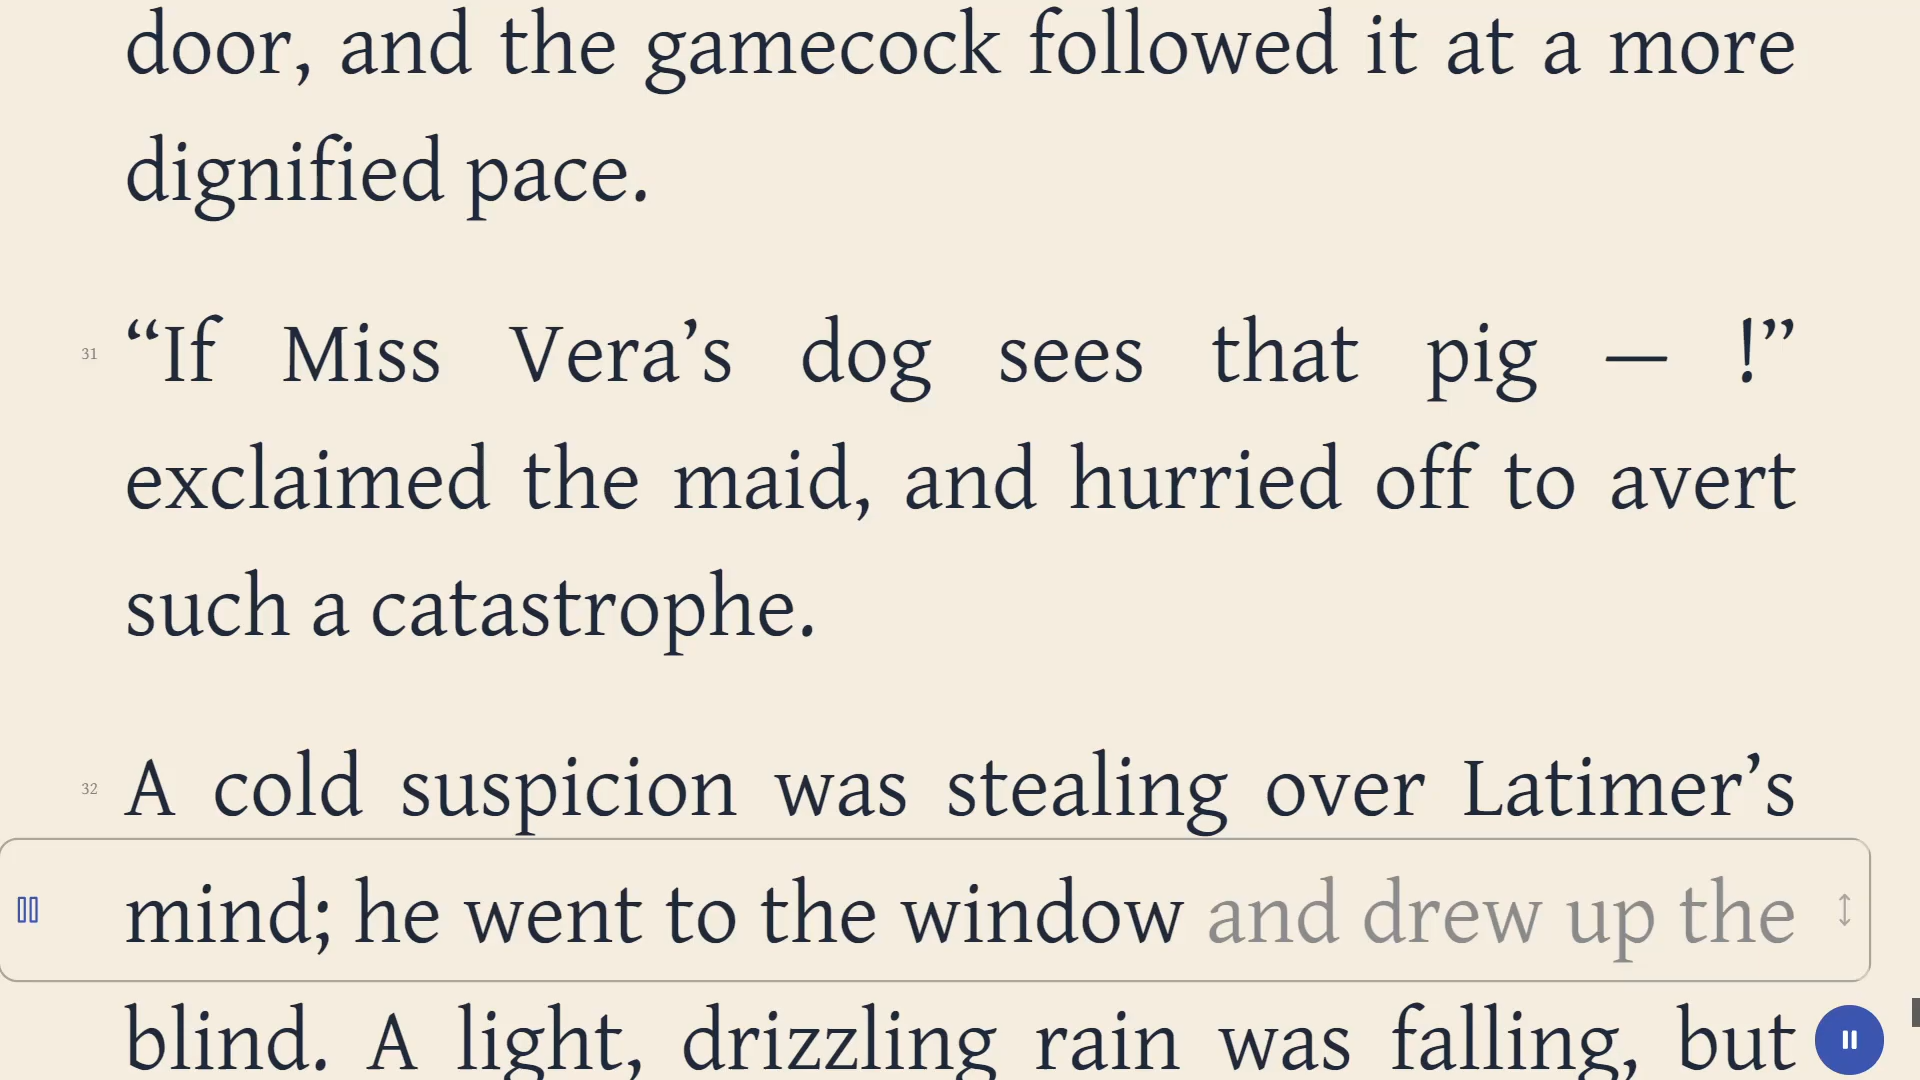 door, and the gamecock followed it at a more
dignified pace.
31
“If Miss Vera’s dog sees that pig — !”
exclaimed the maid, and hurried off to avert
such a catastrophe.
32
A cold suspicion was stealing over Latimer’s
mind; he went to the window and drew up the
blind. A light, drizzling rain was falling, but